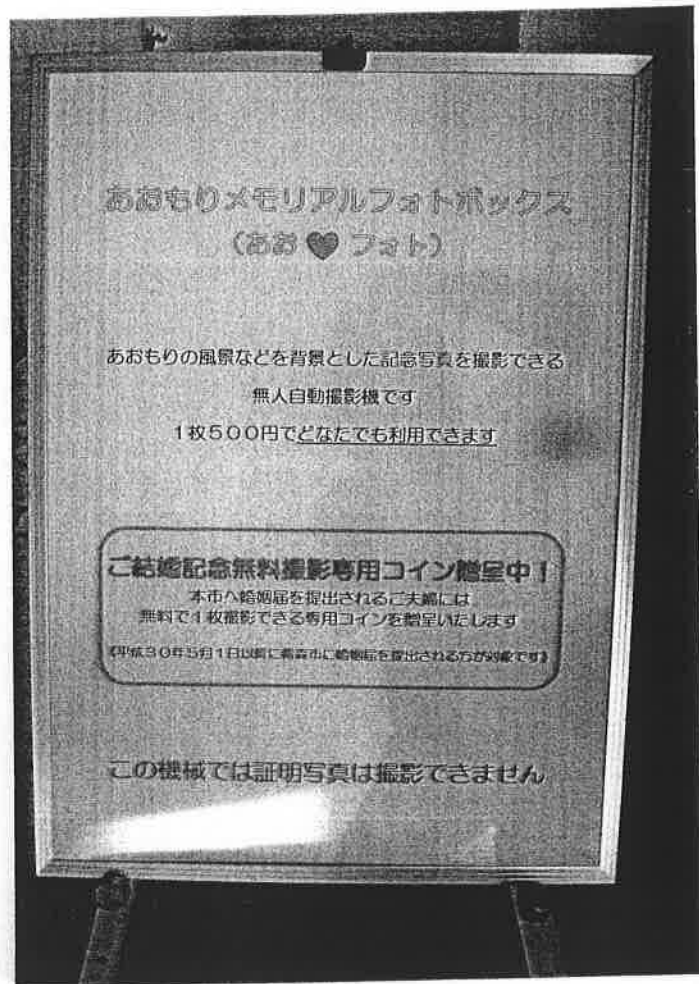 あおもりメモリアルフォトボックス
(あお♥フォト)
あおもりの風景などを背景とした記念写真を撮影できる
無人自動撮影機です
1枚500円でどなたでも利用できます
ご結婚記念無料撮影専用コイン贈呈中!
本市へ婚姻届を提出されるご夫婦には
無料で1枚撮影できる専用コインを贈呈いたします
《平成30年5月1日以降に青森市に婚姻届を提出される方が対象です》
この機械では証明写真は撮影できません